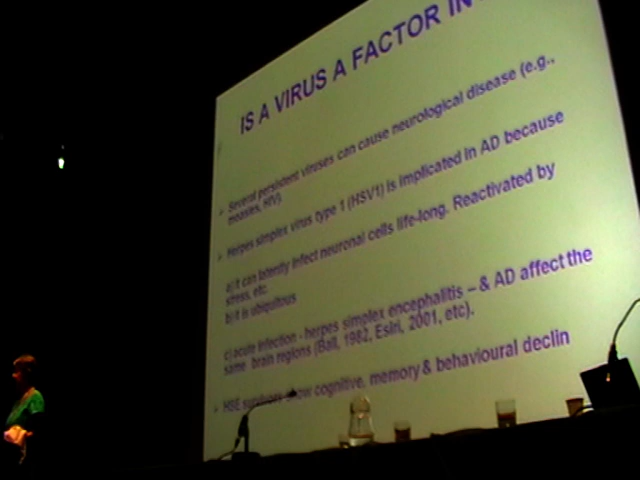 IS A VIRUS A FACTOR IN
Several persistent viruses can cause neurological disease (e.g.,
measles, HIV)
Herpes simplex virus type 1 (HSV1) is implicated in AD because
a) it can latently infect neuronal cells life-long. Reactivated by
stress, etc.
b) it is ubiquitous
c) acute infection - herpes simplex encephalitis – & AD affect the
same brain regions (Ball, 1982, Esiri, 2001, etc).
HSE survivors show cognitive, memory & behavioural declin